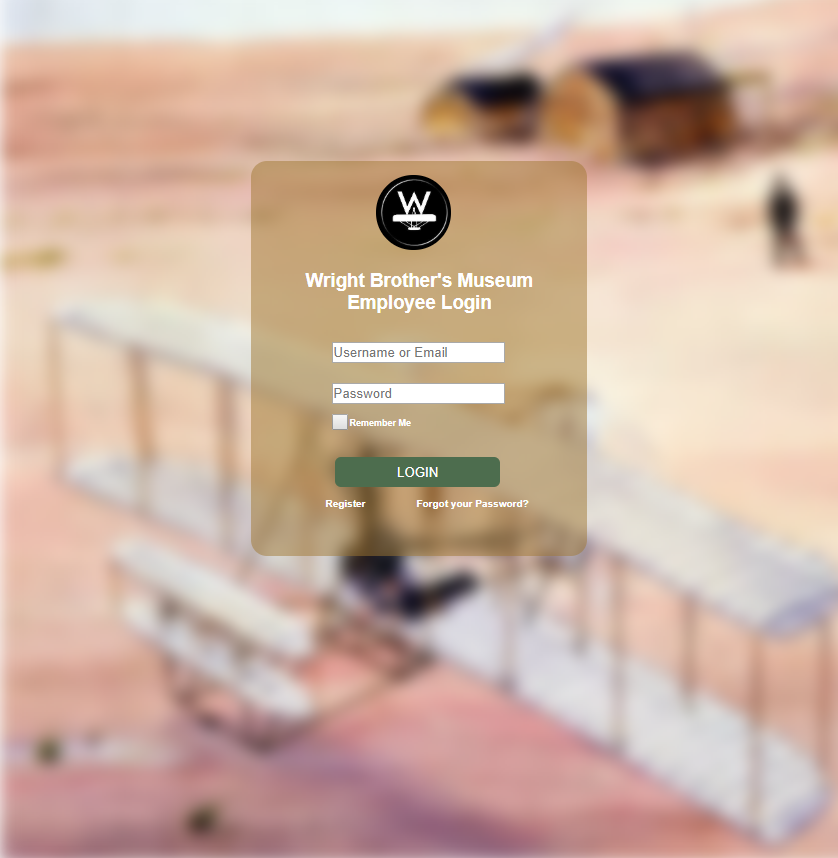 W
Wright Brother's Museum
Employee Login
Username or Email
Password
Remember Me
LOGIN
Register Forgot your Password?